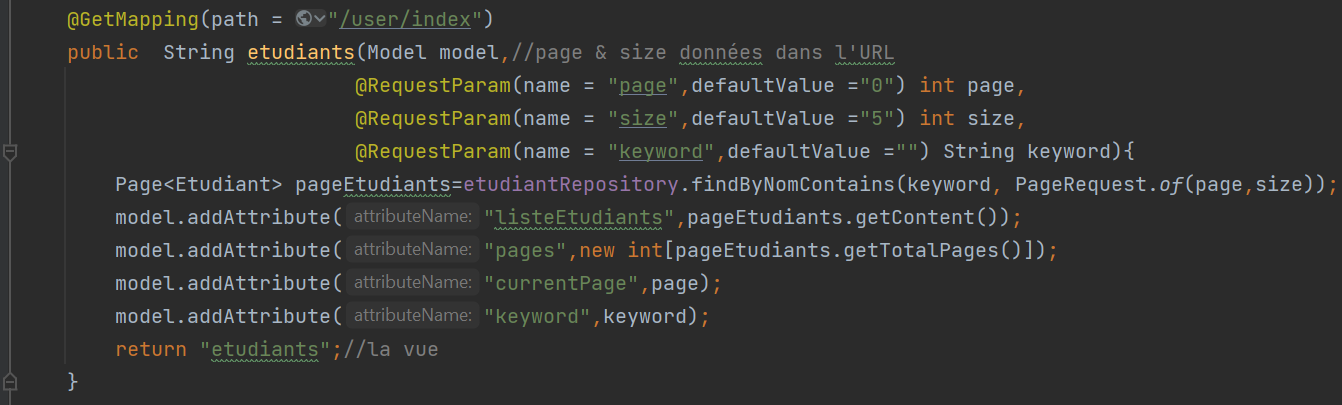 @GetMapping(path = "/user/index")
public  String etudiants(Model model,//page & size données dans l'URL
@RequestParam(name = "page",defaultValue ="0") int page,
@RequestParam(name = "size",defaultValue ="5") int size,
@RequestParam(name = "keyword",defaultValue ="") String keyword){
Page<Etudiant> pageEtudiants=etudiantRepository.findByNomContains(keyword, PageRequest.of(page,size));
model.addAttribute( attributeName: "listeEtudiants",pageEtudiants.getContent());
model.addAttribute( attributeName: "pages",new int[pageEtudiants.getTotalPages()]);
model.addAttribute( attributeName: "currentPage",page);
model.addAttribute( attributeName: "keyword",keyword);
return "etudiants";//la vue
}